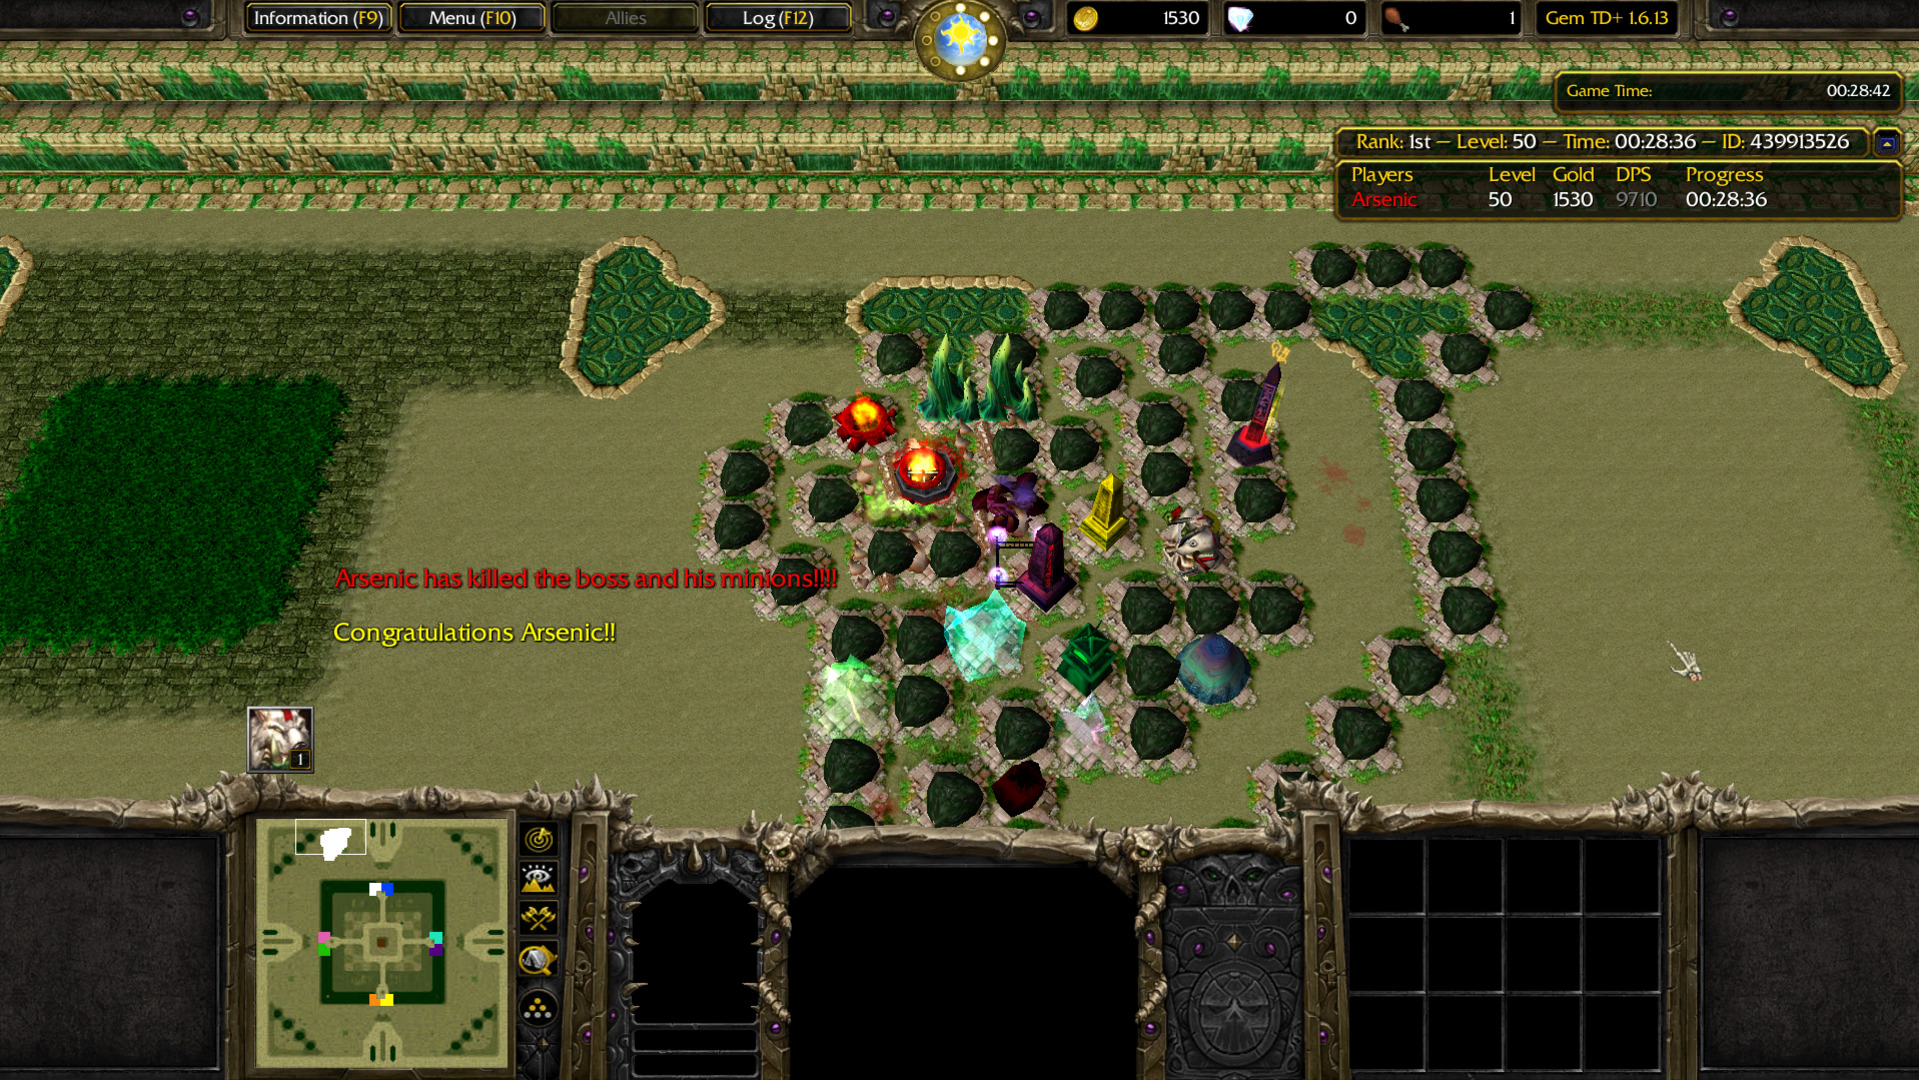 Information (F9) Menu (F10) Allies Log (F12) 1530 0 1 Gem TD+ 1.6.13
Game Time: 00:28:42
Rank: 1st — Level: 50 — Time: 00:28:36 — ID: 439913526
Players Level Gold DPS Progress
Arsenic 50 1530 9710 00:28:36
Arsenic has killed the boss and his minions!!!!
Congratulations Arsenic!!
1